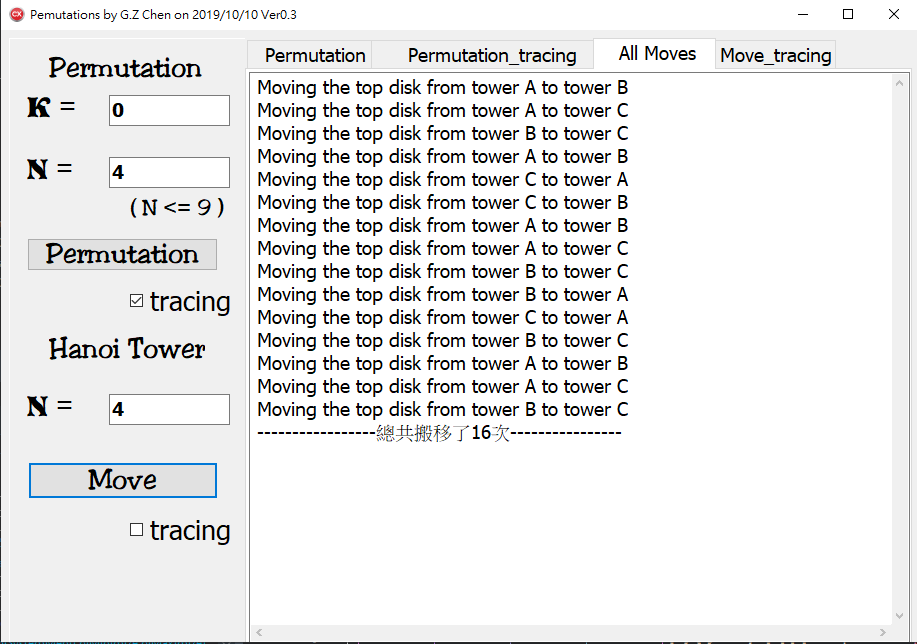 Pemutations by G.Z Chen on 2019/10/10 Ver0.3
Permutation
K = 0
N = 4
( N <= 9 )
Permutation
tracing
Hanoi Tower
N = 4
Move
tracing
Permutation Permutation_tracing All Moves Move_tracing
Moving the top disk from tower A to tower B
Moving the top disk from tower A to tower C
Moving the top disk from tower B to tower C
Moving the top disk from tower A to tower B
Moving the top disk from tower C to tower A
Moving the top disk from tower C to tower B
Moving the top disk from tower A to tower B
Moving the top disk from tower A to tower C
Moving the top disk from tower B to tower C
Moving the top disk from tower B to tower A
Moving the top disk from tower C to tower A
Moving the top disk from tower B to tower C
Moving the top disk from tower A to tower B
Moving the top disk from tower A to tower C
Moving the top disk from tower B to tower C
-----------------總共搬移了16次----------------